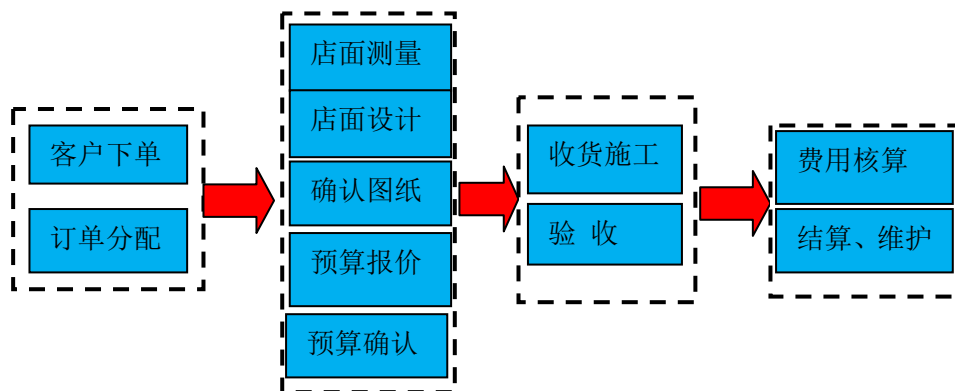 客户下单
订单分配
店面测量
店面设计
确认图纸
预算报价
预算确认
收货施工
验 收
费用核算
结算、维护